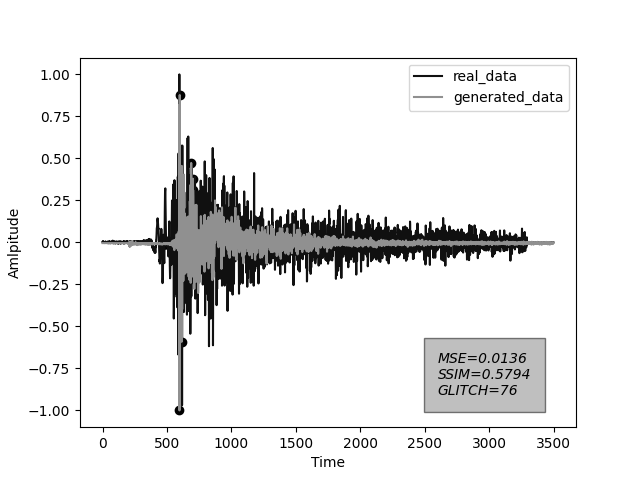 real_data
generated_data
1.00
0.75
0.50
0.25
0.00
−0.25
−0.50
−0.75
−1.00
Amlpitude
MSE=0.0136
SSIM=0.5794
GLITCH=76
0 500 1000 1500 2000 2500 3000 3500
Time